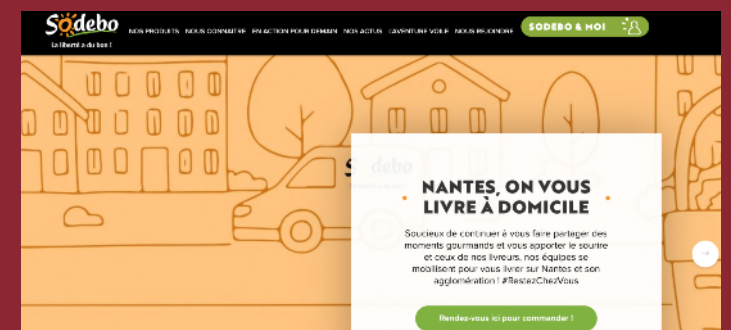 Södebo
La liberté a du bon !
NOS PRODUITS NOUS CONNAITRE EN ACTION POUR DEMAIN NOS ACTUS L'AVENTURE VOILE NOUS REJOINDRE SODEBO & MOI
Södebo
NANTES, ON VOUS
LIVRE À DOMICILE
Soucieux de continuer à vous faire partager des
moments gourmands et vous apporter le sourire
et ceux de nos livreurs, nos équipes se
mobilisent pour vous livrer sur Nantes et son
agglomération ! #RestezChezVous
Rendez-vous ici pour commander !